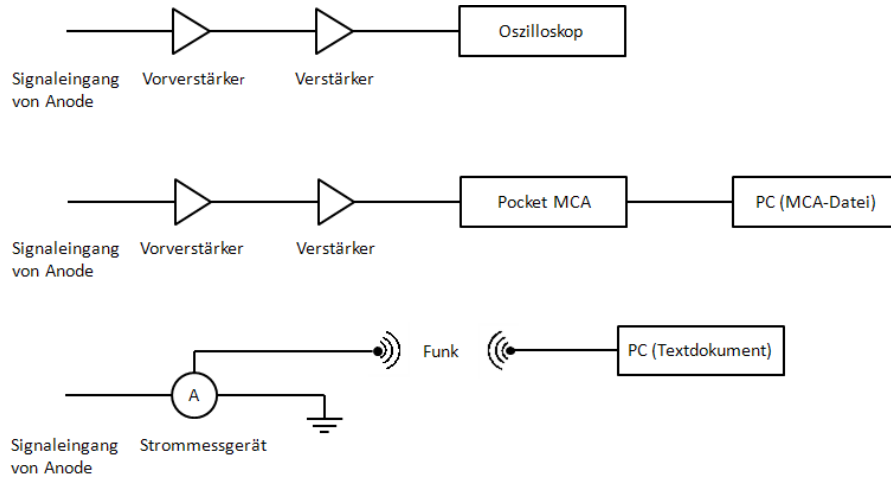 Oszilloskop
Signaleingang
von Anode
Vorverstärker
Verstärker
Pocket MCA
PC (MCA-Datei)
Signaleingang
von Anode
Vorverstärker
Verstärker
Funk
PC (Textdokument)
A
Signaleingang
von Anode
Strommessgerät